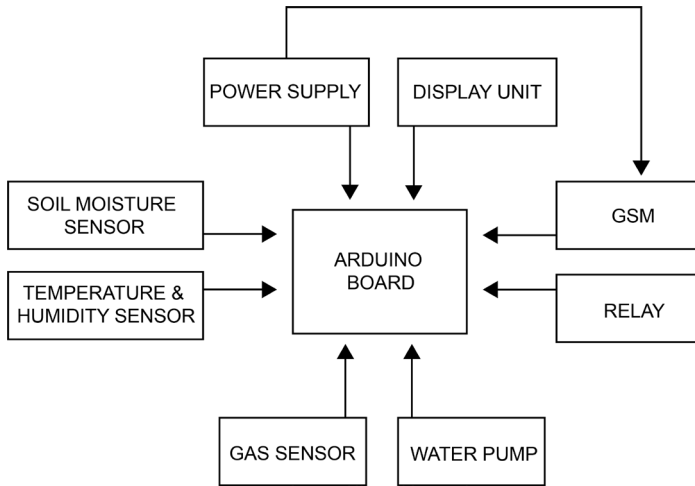 POWER SUPPLY
DISPLAY UNIT
SOIL MOISTURE
SENSOR
GSM
ARDUINO
BOARD
TEMPERATURE &
HUMIDITY SENSOR
RELAY
GAS SENSOR
WATER PUMP